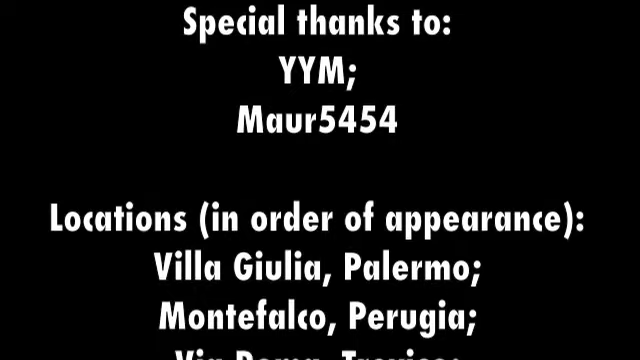 Special thanks to:
YYM;
Maur5454
Locations (in order of appearance):
Villa Giulia, Palermo;
Montefalco, Perugia;
Via Roma, Treviso;